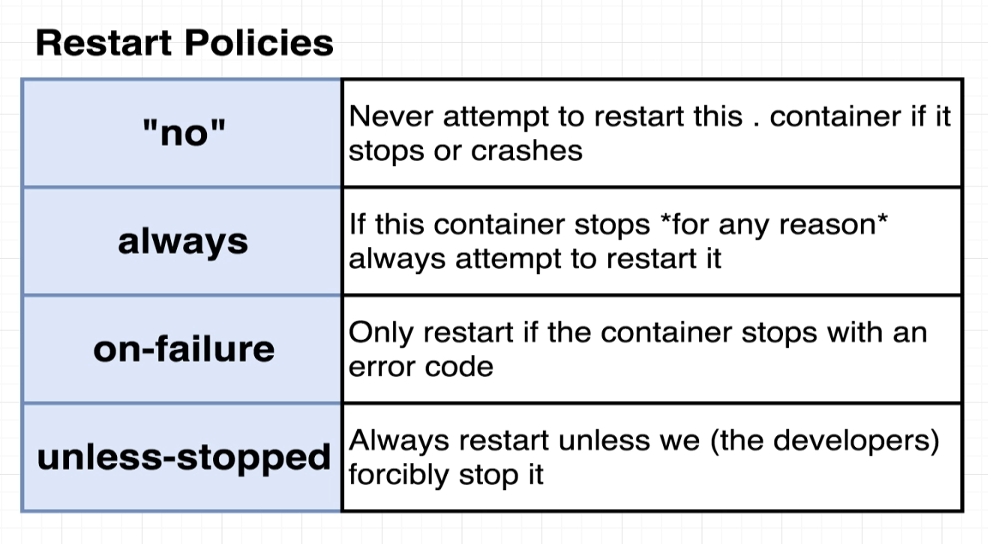 Restart Policies
"no"
Never attempt to restart this . container if it
stops or crashes
always
If this container stops *for any reason*
always attempt to restart it
on-failure
Only restart if the container stops with an
error code
unless-stopped
Always restart unless we (the developers)
forcibly stop it